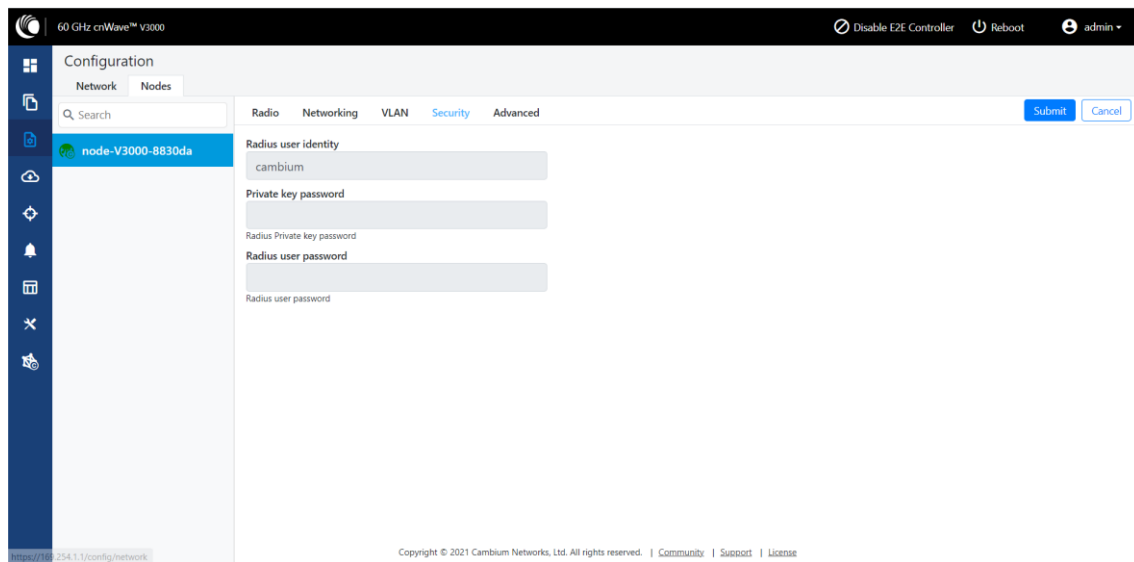 60 GHz cnWave™ V3000
Disable E2E Controller
Reboot
admin
Configuration
Network Nodes
Search
node-V3000-8830da
Radio Networking VLAN Security Advanced
Submit Cancel
Radius user identity
cambium
Private key password
Radius Private key password
Radius user password
Radius user password
https://169.254.1.1/config/network
Copyright © 2021 Cambium Networks, Ltd. All rights reserved. | Community | Support | License